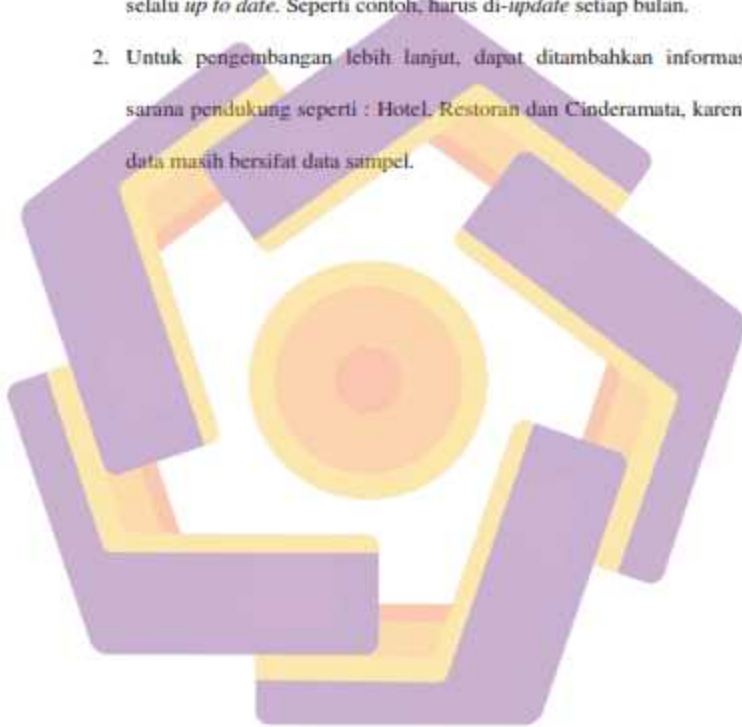 selalu up to date. Seperti contoh, harus di-update setiap bulan.
2. Untuk pengembangan lebih lanjut, dapat ditambahkan informas
sarana pendukung seperti : Hotel, Restoran dan Cinderamata, karen
data masih bersifat data sampel.